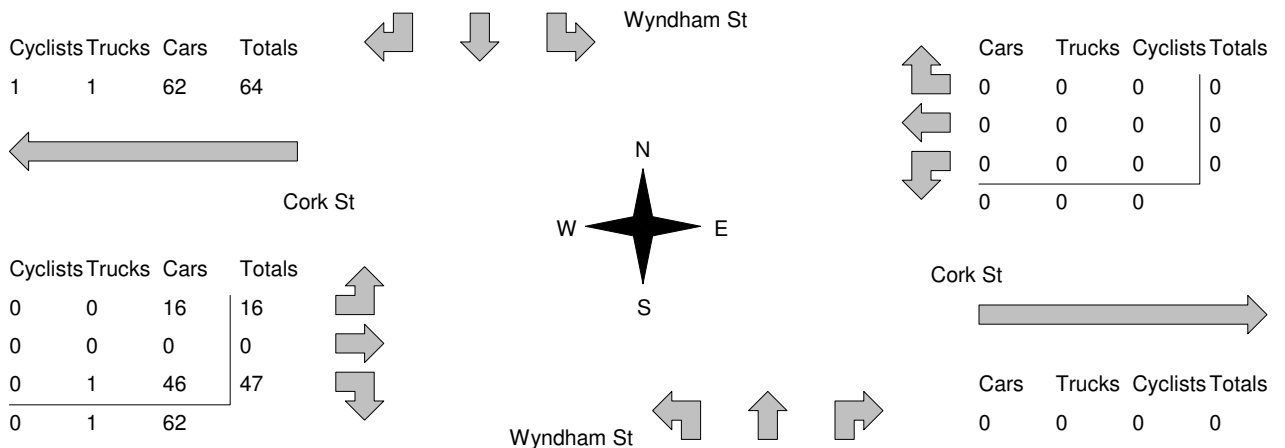 Wyndham St
Cyclists Trucks Cars Totals
1 1 62 64
Cork St
Cyclists Trucks Cars Totals
0 0 16 16
0 0 0 0
0 1 46 47
0 1 62
N
W E
S
Cars Trucks Cyclists Totals
0 0 0 0
0 0 0 0
0 0 0 0
0 0 0
Cork St
Cars Trucks Cyclists Totals
0 0 0 0
Wyndham St